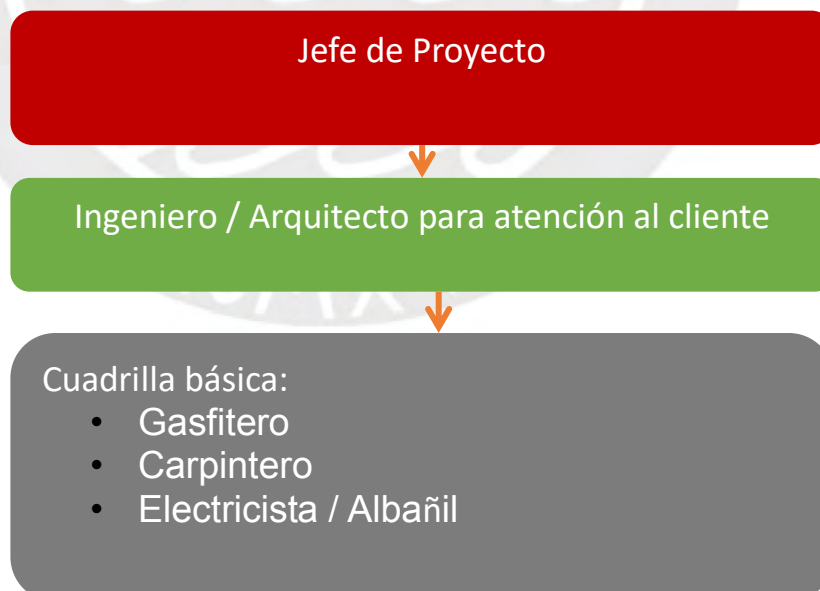 Jefe de Proyecto
Ingeniero / Arquitecto para atención al cliente
Cuadrilla básica:
• Gasfitero
• Carpintero
• Electricista / Albañil